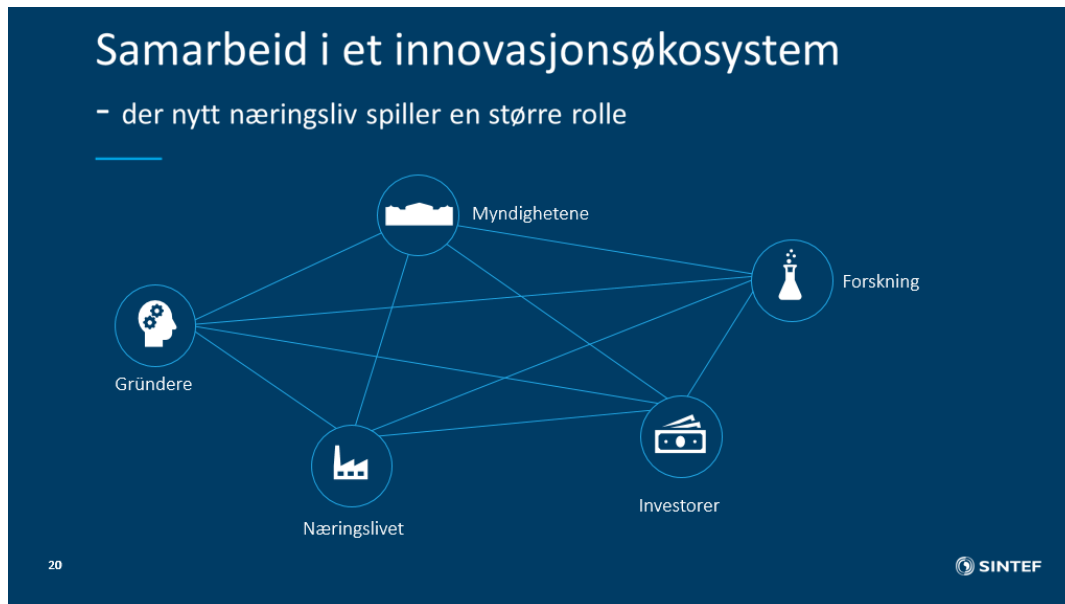 Samarbeid i et innovasjonsøkosystem
- der nytt næringsliv spiller en større rolle
Myndighetene
Forskning
Gründere
Investorer
Næringslivet
20
SINTEF